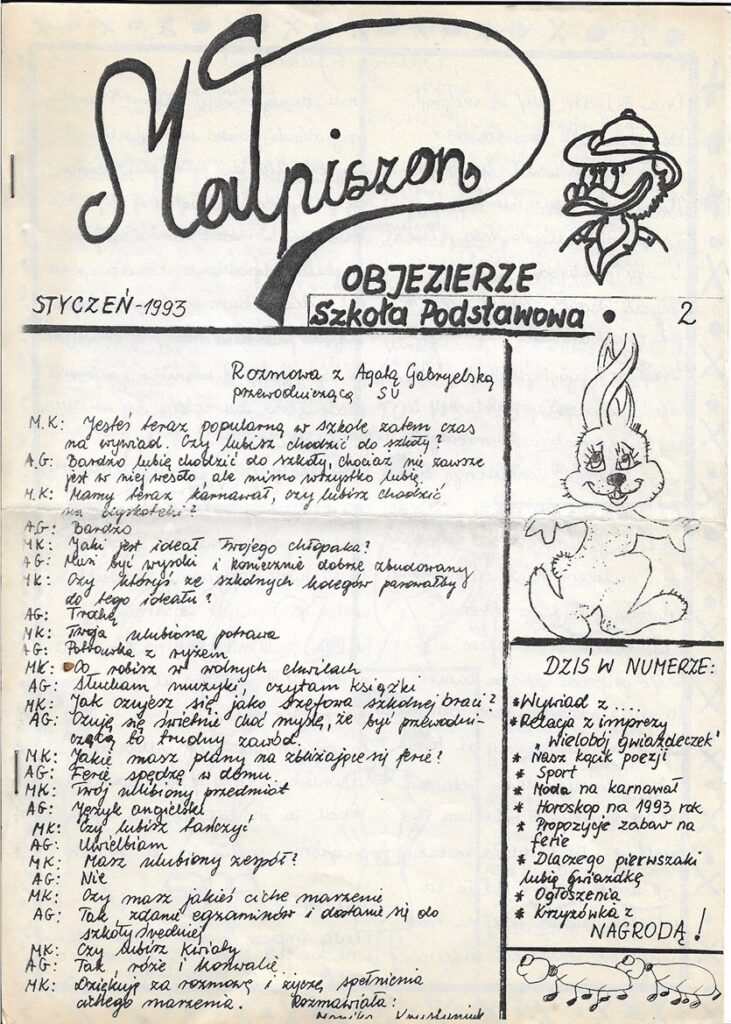 Małpiszon
OBJEZIERZE
STYCZEŃ-1993
Szkoła Podstawowa • 2
Rozmowa z Agatą Gabryelską
przewodniczącą SU
M.K: Jesteś teraz popularną w szkole zatem czas
na wywiad. Czy lubisz chodzić do szkoły?
A.G: Bardzo lubię chodzić do szkoły, chociaż nie zawsze
jest w niej wesoło ale mimo wszystko lubię.
M.K: Mamy teraz karnawał, czy lubisz chodzić
na dyskoteki?
AG: Bardzo
MK: Jaki jest ideał Twojego chłopaka?
AG: Musi być wysoki i koniecznie dobrze zbudowany
MK: Czy któryś ze szkolnych kolegów pasowałby
do tego ideału?
AG: Trochę
MK: Twoja ulubiona potrawa
AG: Potrawka z ryżem
MK: Co robisz w wolnych chwilach
AG: Słucham muzyki, czytam książki
MK: Jak czujesz się jako szefowa szkolnej braci?
AG: Czuję się świetnie choć myślę, że być przewodni-
czącą to trudny zawód.
MK: Jakie masz plany na zbliżające się ferie?
AG: Ferie spędzę w domu.
MK: Twój ulubiony przedmiot
AG: Język angielski
MK: Czy lubisz tańczyć
AG: Uwielbiam
MK: Masz ulubiony zespół?
AG: Nie
MK: Czy masz jakieś ciche marzenie
AG: Tak, zdanie egzaminów i dostanie się do
szkoły średniej
MK: Czy lubisz kwiaty
AG: Tak, róże i konwalie
MK: Dziękuję za rozmowę i życzę spełnienia
cichego marzenia. Rozmawiała:
Monika
DZIŚ W NUMERZE:
* Wywiad z ....
* Relacja z imprezy
"Wielobój gwiazdeczek"
* Nasz kącik poezji
* Sport
* Moda na karnawał
* Horoskop na 1993 rok
* Propozycje zabaw na
ferie
* Dlaczego pierwszaki
lubią gwiazdkę
* Ogłoszenia
* Krzyżówka z
NAGRODĄ!